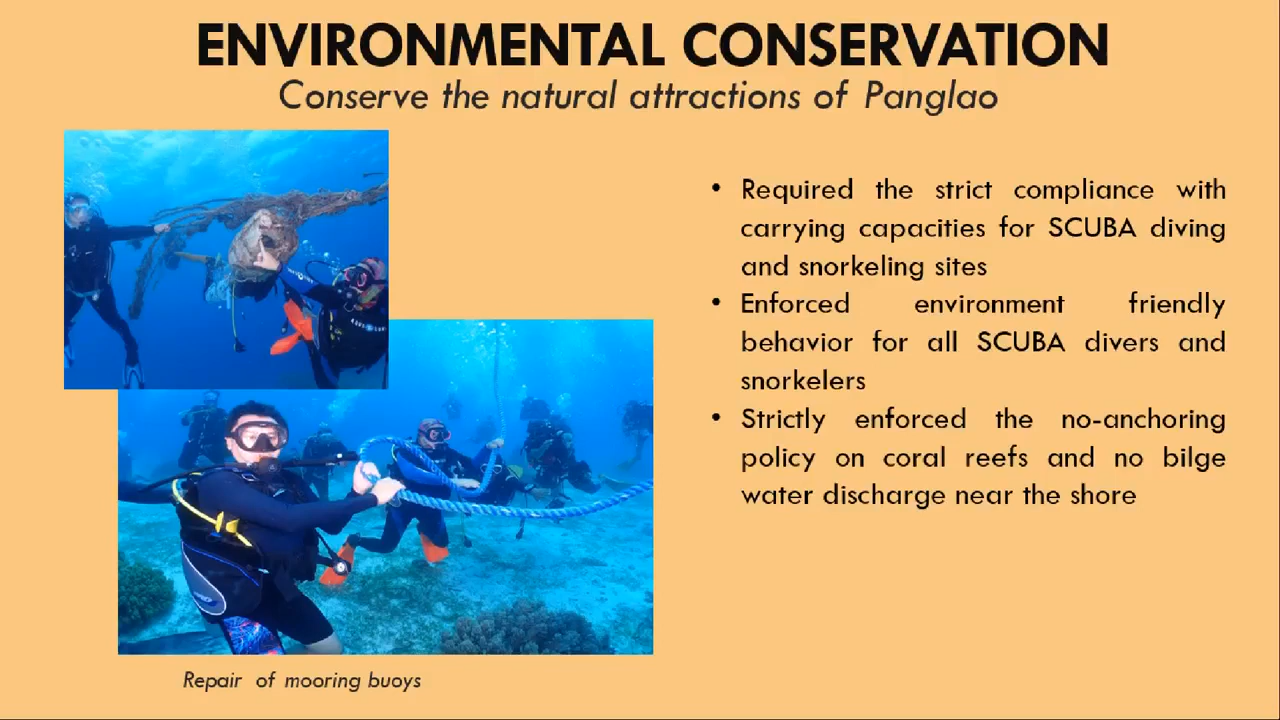 ENVIRONMENTAL CONSERVATION
Conserve the natural attractions of Panglao
• Required the strict compliance with
carrying capacities for SCUBA diving
and snorkeling sites
• Enforced environment friendly
behavior for all SCUBA divers and
snorkelers
• Strictly enforced the no-anchoring
policy on coral reefs and no bilge
water discharge near the shore
Repair of mooring buoys